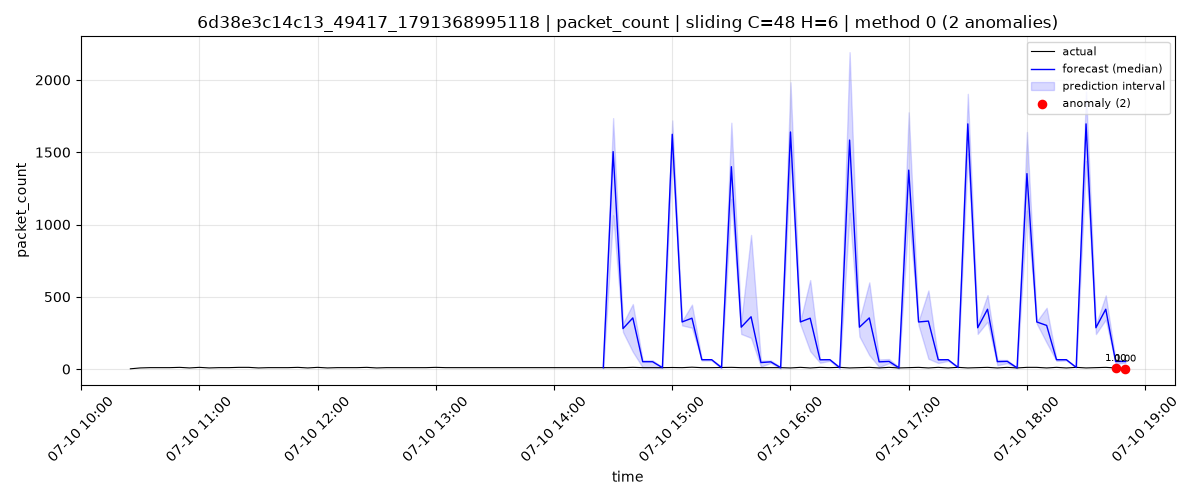 6d38e3c14c13_49417_1791368995118 | packet_count | sliding C=48 H=6 | method 0 (2 anomalies)
actual
forecast (median)
prediction interval
anomaly (2)
packet_count
2000
1500
1000
500
0
07-10 10:00
07-10 11:00
07-10 12:00
07-10 13:00
07-10 14:00
07-10 15:00
07-10 16:00
07-10 17:00
07-10 18:00
07-10 19:00
time